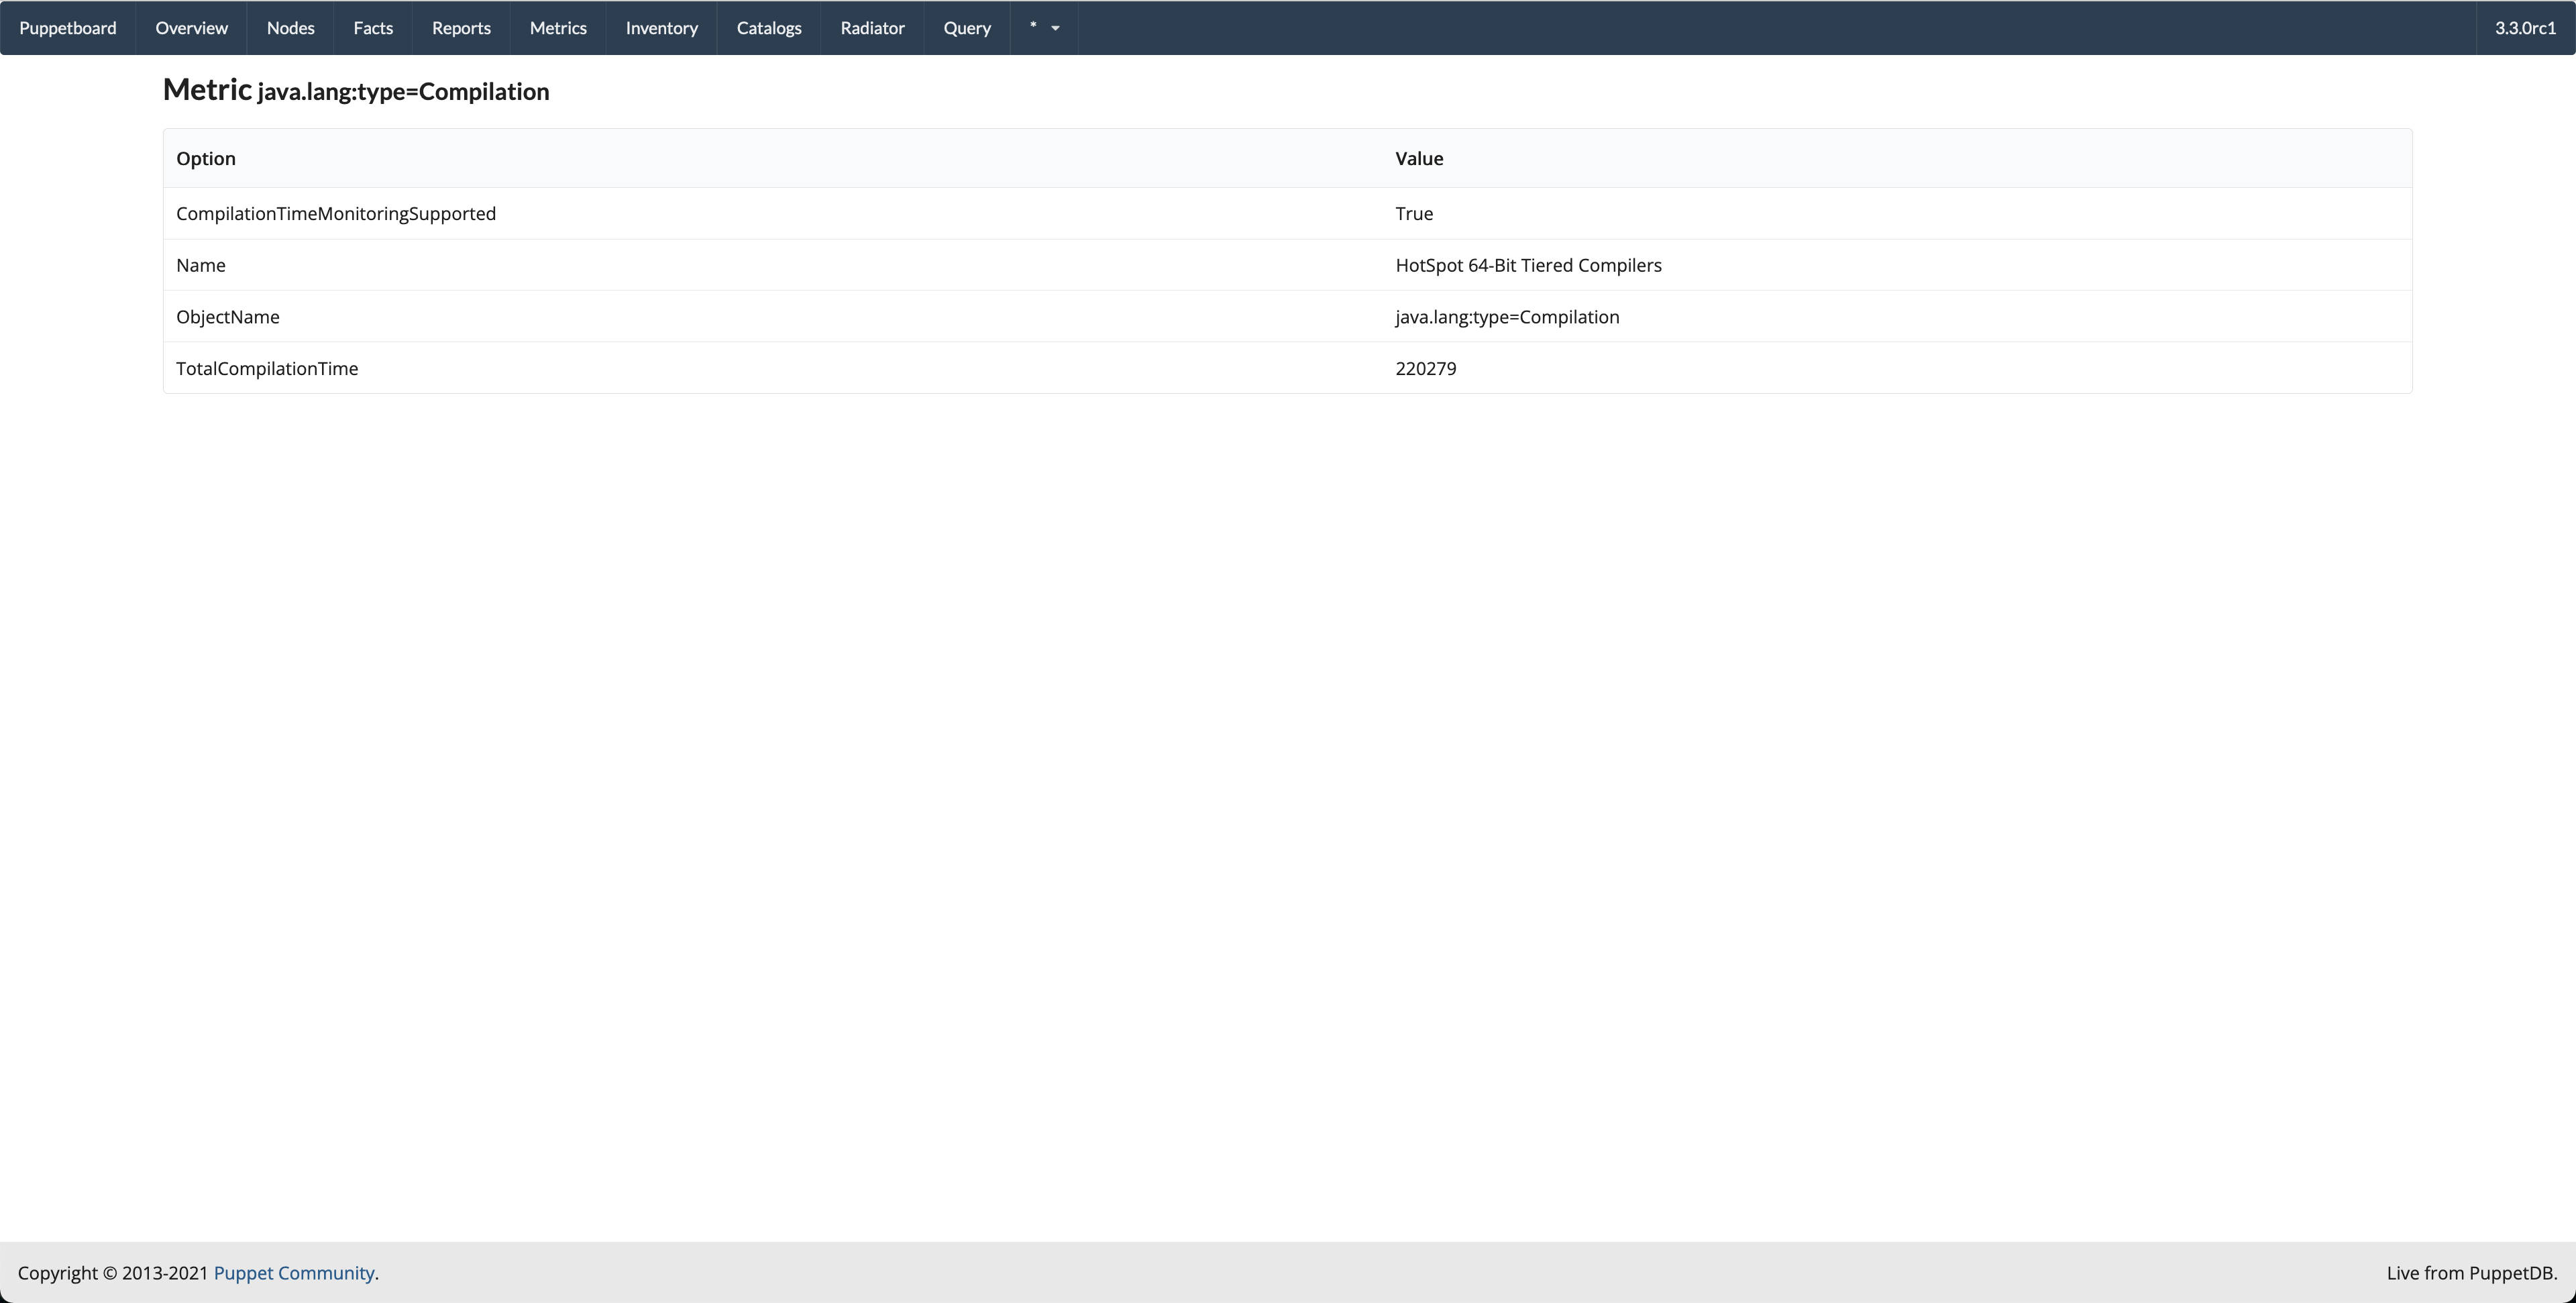 Puppetboard Overview Nodes Facts Reports Metrics Inventory Catalogs Radiator Query * 3.3.0rc1
Metric java.lang:type=Compilation
Option Value
CompilationTimeMonitoringSupported True
Name HotSpot 64-Bit Tiered Compilers
ObjectName java.lang:type=Compilation
TotalCompilationTime 220279
Copyright © 2013-2021 Puppet Community. Live from PuppetDB.